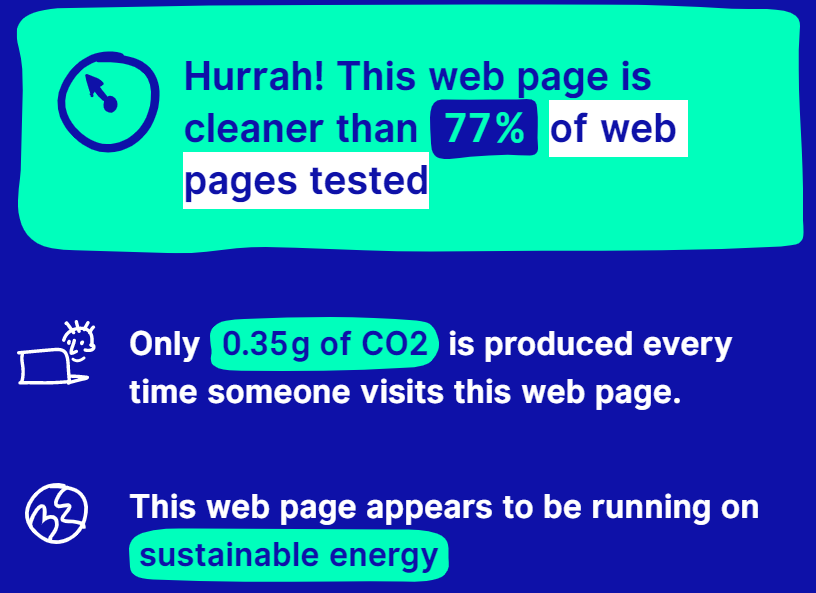 Hurrah! This web page is
cleaner than 77% of web
pages tested
Only 0.35g of CO2 is produced every
time someone visits this web page.
This web page appears to be running on
sustainable energy